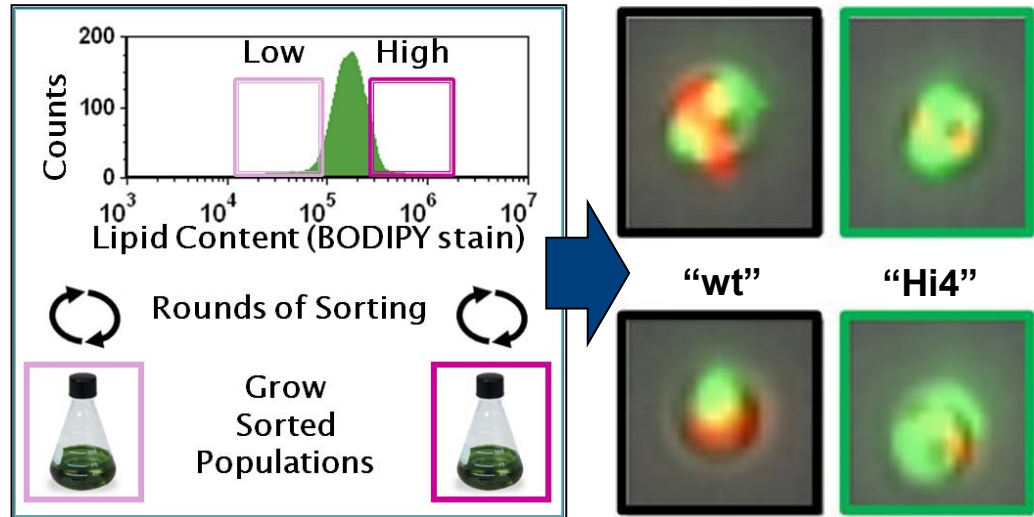 200
Low
High
100
Counts
0
10³
10⁴
10⁵
10⁶
10⁷
Lipid Content (BODIPY stain)
Rounds of Sorting
Grow
Sorted
Populations
“wt”
“Hi4”